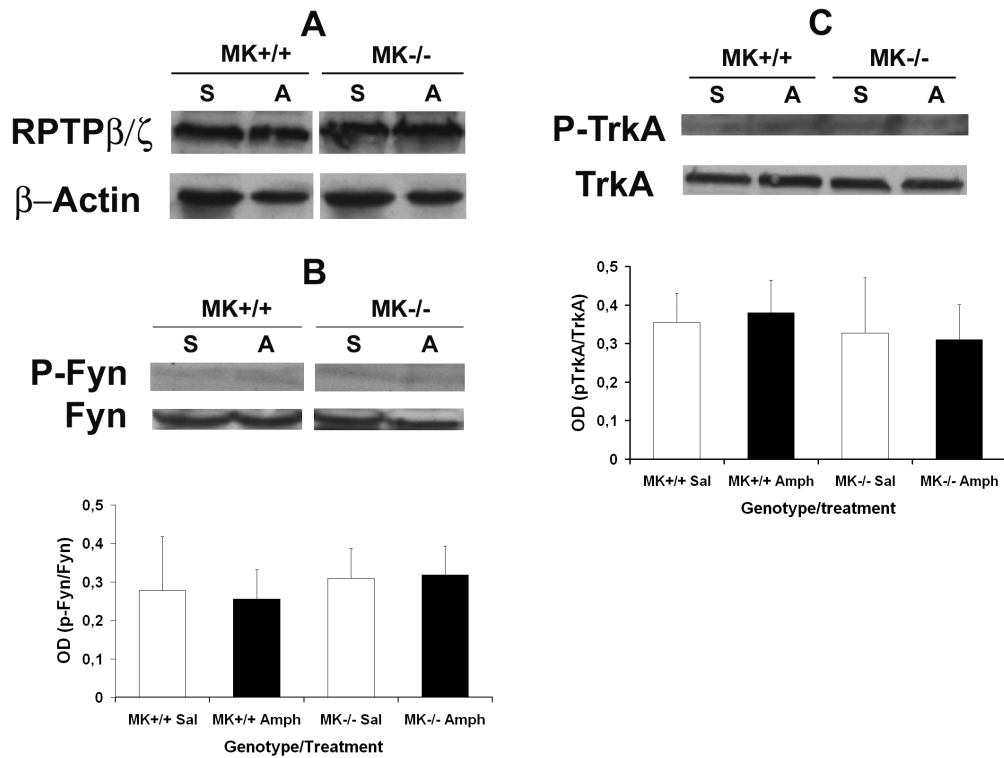 A
MK+/+ MK-/-
S A S A
RPTPβ/ζ
β–Actin
B
MK+/+ MK-/-
S A S A
P-Fyn
Fyn
OD (p-Fyn/Fyn)
0,5
0,4
0,3
0,2
0,1
0
MK+/+ Sal MK+/+ Amph MK-/- Sal MK-/- Amph
Genotype/Treatment
C
MK+/+ MK-/-
S A S A
P-TrkA
TrkA
OD (pTrkA/TrkA)
0,5
0,4
0,3
0,2
0,1
0
MK+/+ Sal MK+/+ Amph MK-/- Sal MK-/- Amph
Genotype/treatment